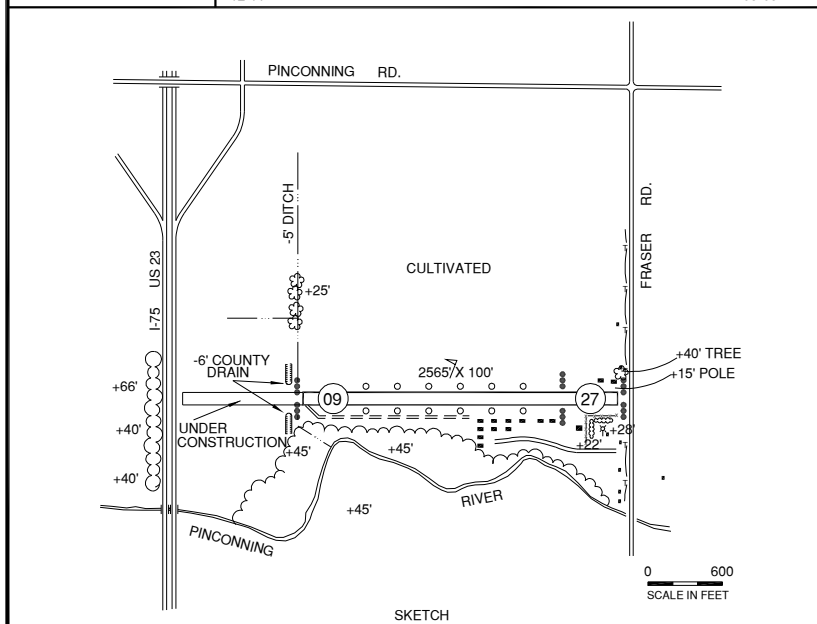 PINCONNING RD.
-5' DITCH
I-75 US 23
FRASER RD.
CULTIVATED
+25'
-6' COUNTY
DRAIN
2565' X 100'
+40' TREE
+15' POLE
+66'
09
27
+40'
UNDER
CONSTRUCTION
+28'
+22'
+45'
+45'
+40'
RIVER
+45'
PINCONNING
0 600
SCALE IN FEET
SKETCH